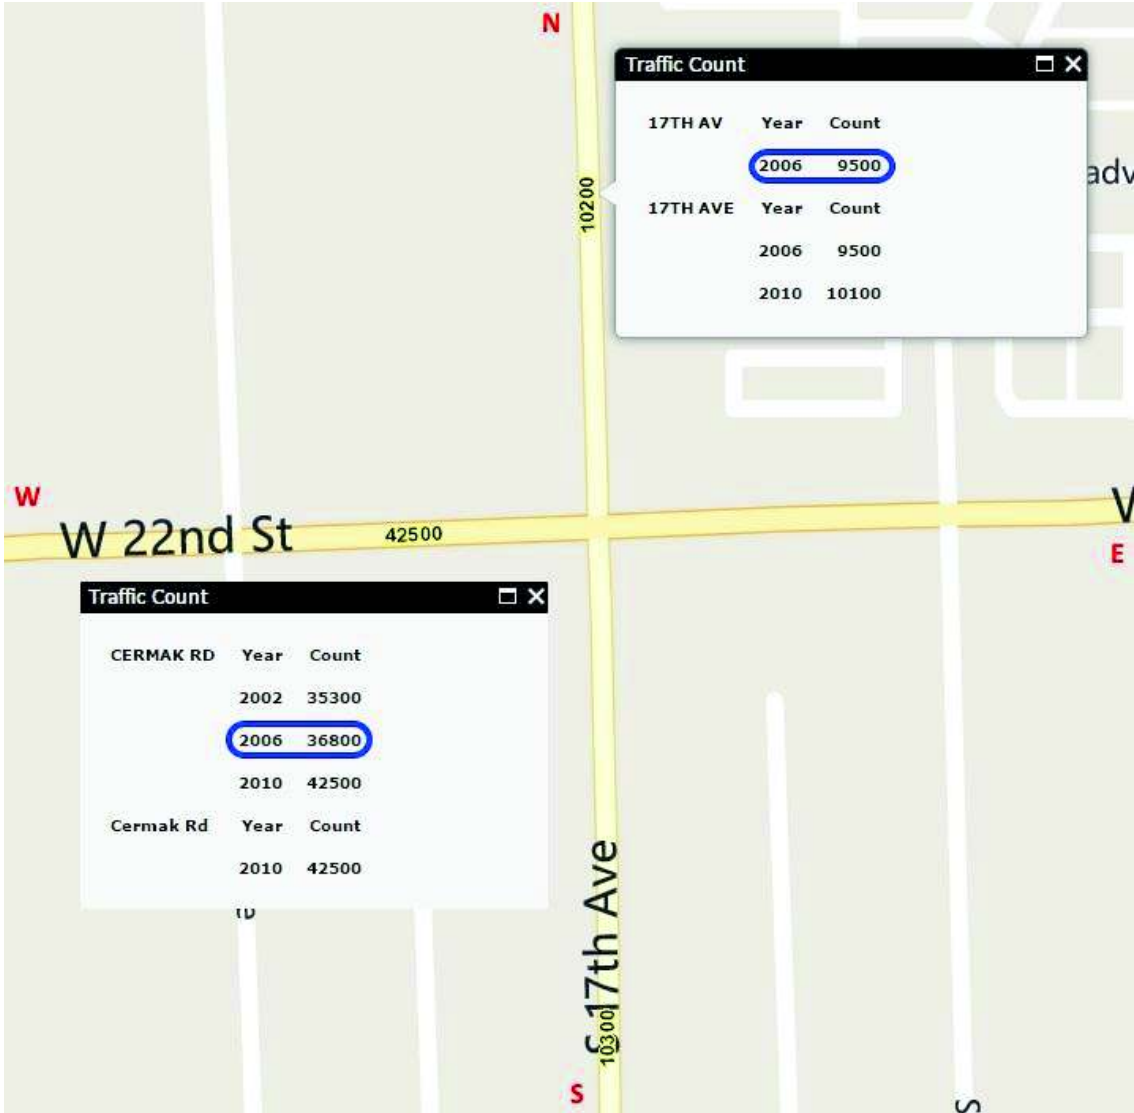 N
Traffic Count
17TH AV Year Count
2006 9500
17TH AVE Year Count
2006 9500
2010 10100
10200
adv
W
W 22nd St
42500
E
Traffic Count
CERMAK RD Year Count
2002 35300
2006 36800
2010 42500
Cermak Rd Year Count
2010 42500
S 17th Ave
10300
S
S